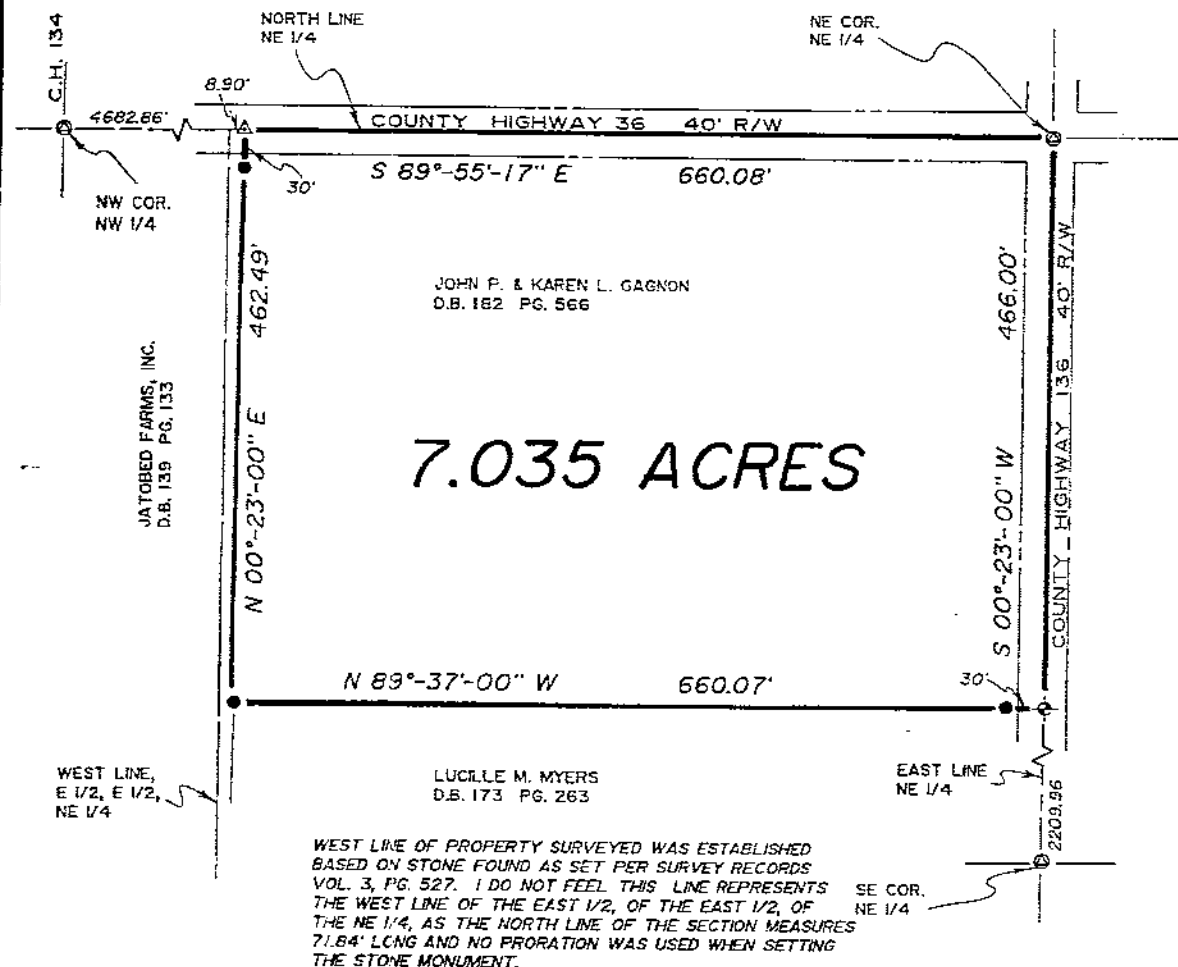 C.H. 134
NORTH LINE
NE 1/4
NE COR.
NE 1/4
8.90'
4682.86'
COUNTY HIGHWAY 36 40' R/W
S 89°-55'-17" E 660.08'
30'
NW COR.
NW 1/4
JOHN P. & KAREN L. GAGNON
D.B. 182 PG. 566
N 00°-23'-00" E 462.49'
JATOBED FARMS, INC.
D.B. 139 PG. 133
7.035 ACRES
S 00°-23'-00" W 466.00'
COUNTY HIGHWAY 136 40' R/W
N 89°-37'-00" W 660.07'
30'
WEST LINE,
E 1/2, E 1/2,
NE 1/4
LUCILLE M. MYERS
D.B. 173 PG. 263
EAST LINE
NE 1/4
2209.96
WEST LINE OF PROPERTY SURVEYED WAS ESTABLISHED
BASED ON STONE FOUND AS SET PER SURVEY RECORDS
VOL. 3, PG. 527. I DO NOT FEEL THIS LINE REPRESENTS
THE WEST LINE OF THE EAST 1/2, OF THE EAST 1/2, OF
THE NE 1/4, AS THE NORTH LINE OF THE SECTION MEASURES
71.84' LONG AND NO PRORATION WAS USED WHEN SETTING
THE STONE MONUMENT.
SE COR.
NE 1/4